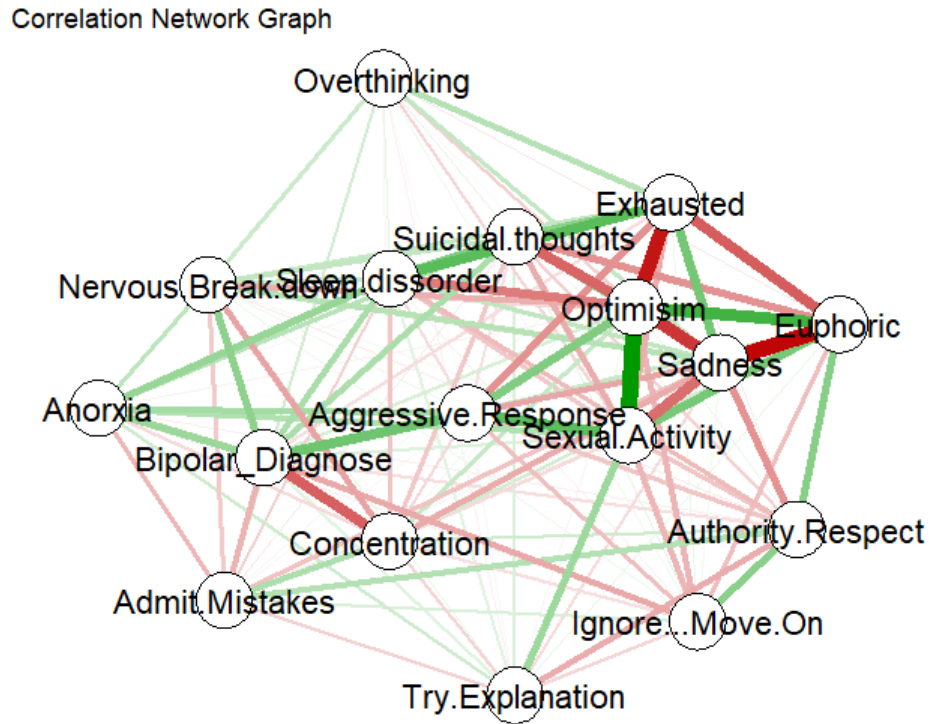 Correlation Network Graph
Overthinking
Exhausted
Suicidal.thoughts
Sleep.dissorder
Nervous.Break.down
Optimisim
Euphoric
Sadness
Anorxia
Aggressive.Response
Sexual.Activity
Bipolar_Diagnose
Authority.Respect
Concentration
Admit.Mistakes
Ignore...Move.On
Try.Explanation